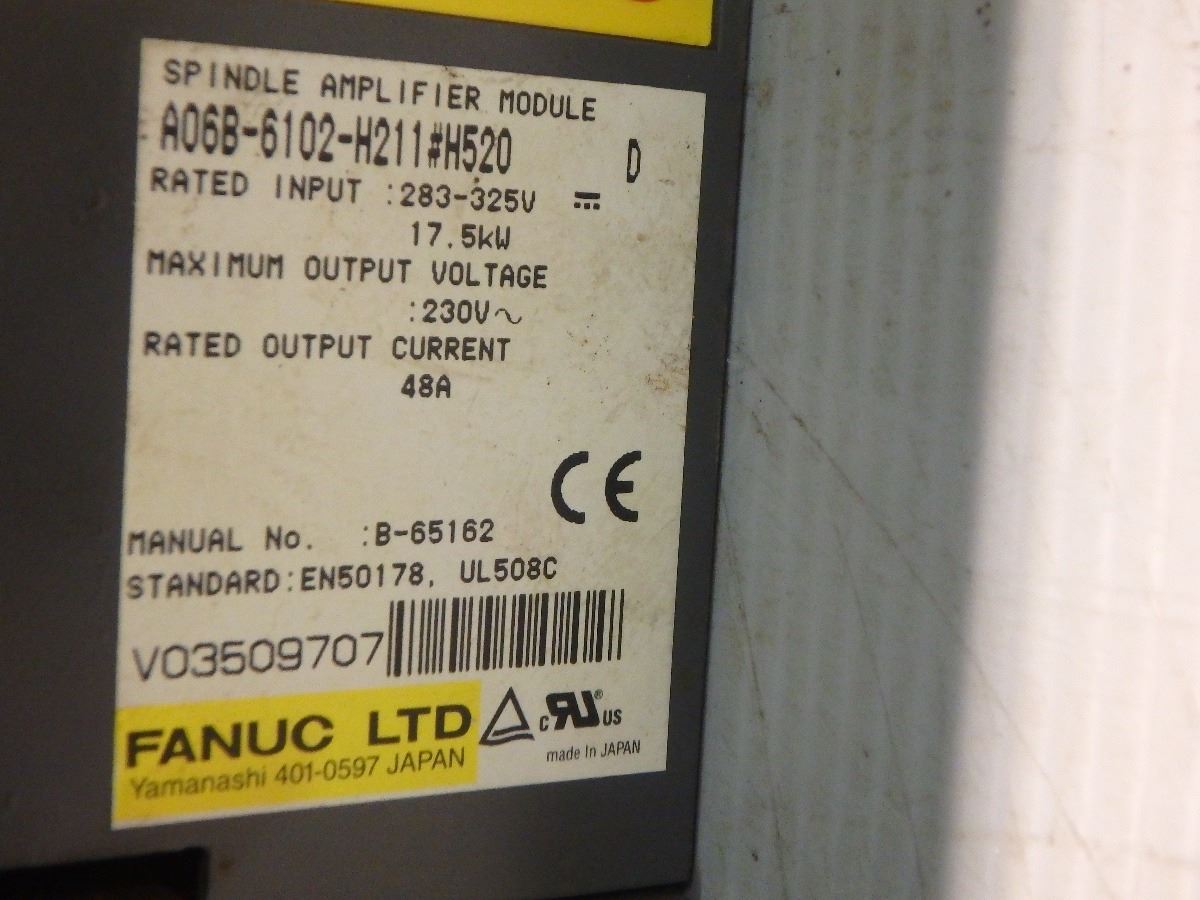 SPINDLE AMPLIFIER MODULE
A06B-6102-H211#H520 D
RATED INPUT :283-325V ⎓
17.5kW
MAXIMUM OUTPUT VOLTAGE
:230V~
RATED OUTPUT CURRENT
48A
CE
MANUAL No. :B-65162
STANDARD:EN50178, UL508C
V03509707
FANUC LTD
Yamanashi 401-0597 JAPAN
c RU ® US
made In JAPAN